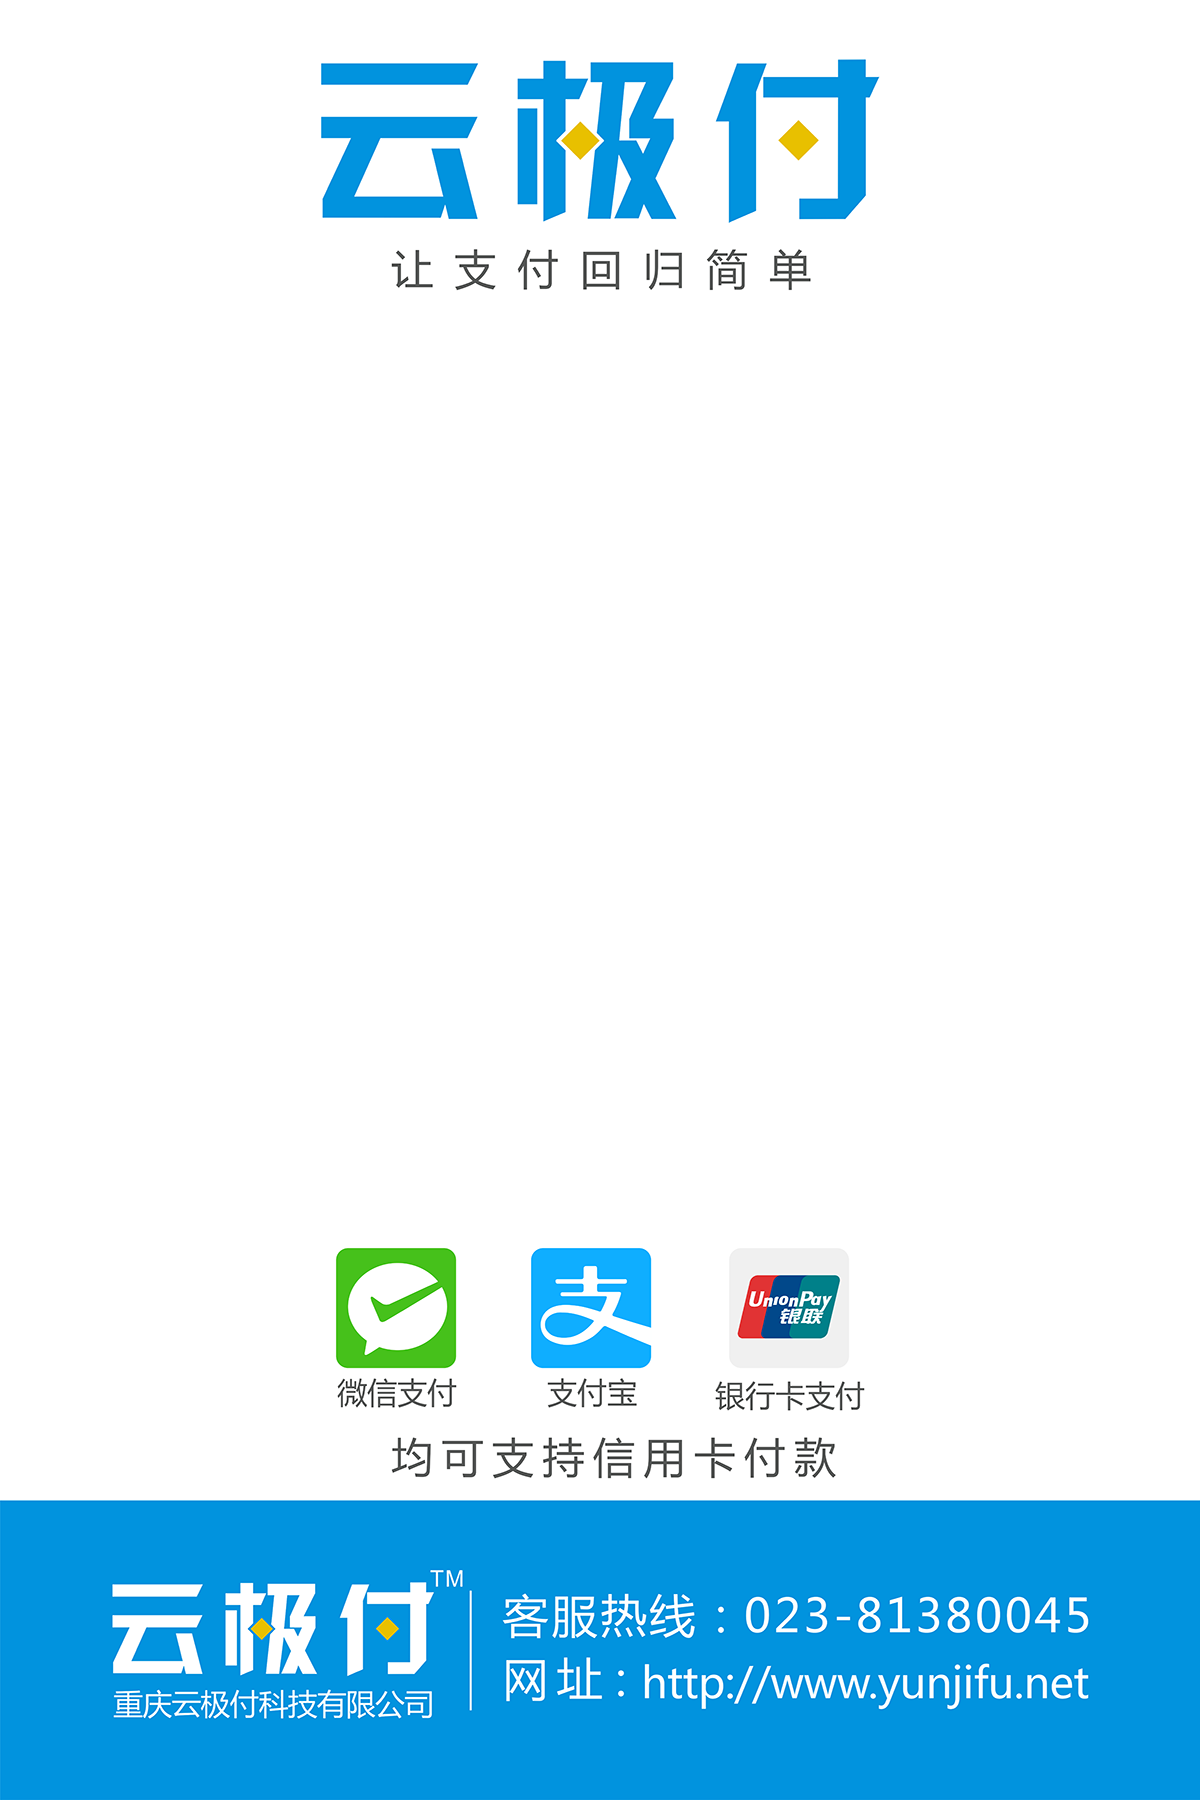 云极付
让支付回归简单
UnionPay
银联
微信支付 支付宝 银行卡支付
均可支持信用卡付款
云极付TM
重庆云极付科技有限公司
客服热线：023-81380045
网址：http://www.yunjifu.net